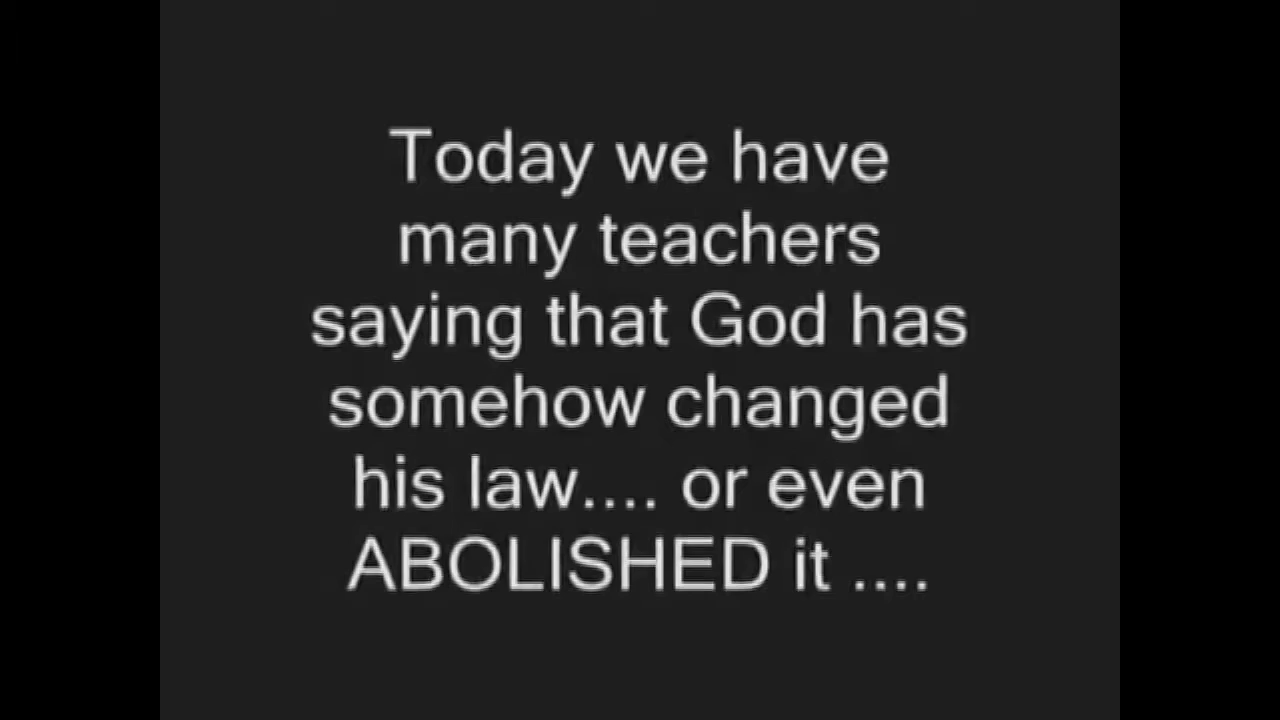 Today we have
many teachers
saying that God has
somehow changed
his law.... or even
ABOLISHED it ....